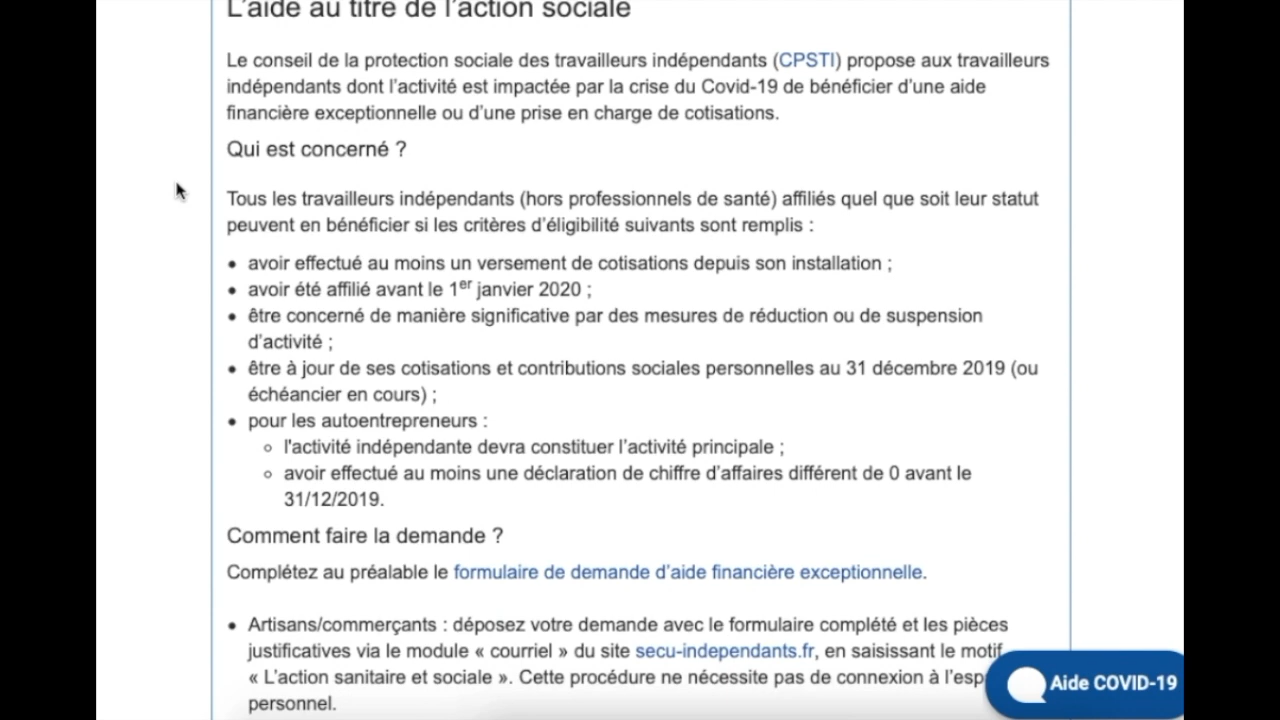 L'aide au titre de l'action sociale
Le conseil de la protection sociale des travailleurs indépendants (CPSTI) propose aux travailleurs
indépendants dont l'activité est impactée par la crise du Covid-19 de bénéficier d'une aide
financière exceptionnelle ou d'une prise en charge de cotisations.
Qui est concerné ?
Tous les travailleurs indépendants (hors professionnels de santé) affiliés quel que soit leur statut
peuvent en bénéficier si les critères d'éligibilité suivants sont remplis :
• avoir effectué au moins un versement de cotisations depuis son installation ;
• avoir été affilié avant le 1er janvier 2020 ;
• être concerné de manière significative par des mesures de réduction ou de suspension
d'activité ;
• être à jour de ses cotisations et contributions sociales personnelles au 31 décembre 2019 (ou
échéancier en cours) ;
• pour les autoentrepreneurs :
◦ l'activité indépendante devra constituer l'activité principale ;
◦ avoir effectué au moins une déclaration de chiffre d'affaires différent de 0 avant le
31/12/2019.
Comment faire la demande ?
Complétez au préalable le formulaire de demande d'aide financière exceptionnelle.
• Artisans/commerçants : déposez votre demande avec le formulaire complété et les pièces
justificatives via le module « courriel » du site secu-independants.fr, en saisissant le motif
« L'action sanitaire et sociale ». Cette procédure ne nécessite pas de connexion à
personnel.
Aide COVID-19